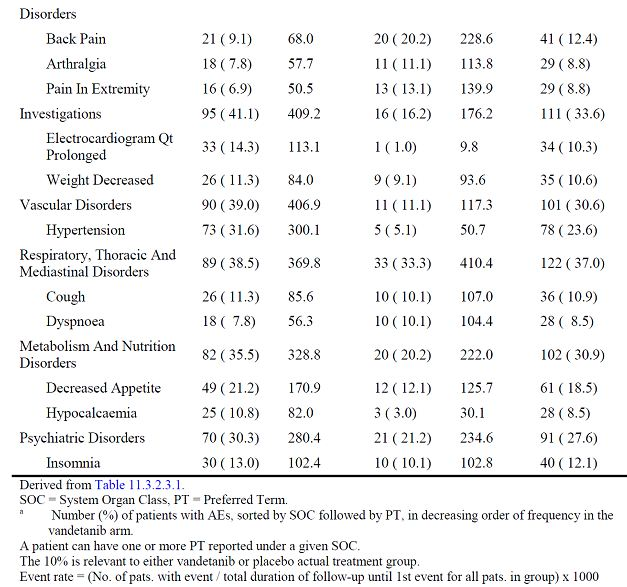 Disorders
Back Pain 21 ( 9.1) 68.0 20 ( 20.2) 228.6 41 ( 12.4)
Arthralgia 18 ( 7.8) 57.7 11 ( 11.1) 113.8 29 ( 8.8)
Pain In Extremity 16 ( 6.9) 50.5 13 ( 13.1) 139.9 29 ( 8.8)
Investigations 95 ( 41.1) 409.2 16 ( 16.2) 176.2 111 ( 33.6)
Electrocardiogram Qt
Prolonged 33 ( 14.3) 113.1 1 ( 1.0) 9.8 34 ( 10.3)
Weight Decreased 26 ( 11.3) 84.0 9 ( 9.1) 93.6 35 ( 10.6)
Vascular Disorders 90 ( 39.0) 406.9 11 ( 11.1) 117.3 101 ( 30.6)
Hypertension 73 ( 31.6) 300.1 5 ( 5.1) 50.7 78 ( 23.6)
Respiratory, Thoracic And
Mediastinal Disorders 89 ( 38.5) 369.8 33 ( 33.3) 410.4 122 ( 37.0)
Cough 26 ( 11.3) 85.6 10 ( 10.1) 107.0 36 ( 10.9)
Dyspnoea 18 ( 7.8) 56.3 10 ( 10.1) 104.4 28 ( 8.5)
Metabolism And Nutrition
Disorders 82 ( 35.5) 328.8 20 ( 20.2) 222.0 102 ( 30.9)
Decreased Appetite 49 ( 21.2) 170.9 12 ( 12.1) 125.7 61 ( 18.5)
Hypocalcaemia 25 ( 10.8) 82.0 3 ( 3.0) 30.1 28 ( 8.5)
Psychiatric Disorders 70 ( 30.3) 280.4 21 ( 21.2) 234.6 91 ( 27.6)
Insomnia 30 ( 13.0) 102.4 10 ( 10.1) 102.8 40 ( 12.1)
Derived from Table 11.3.2.3.1.
SOC = System Organ Class, PT = Preferred Term.
a Number (%) of patients with AEs, sorted by SOC followed by PT, in decreasing order of frequency in the
vandetanib arm.
A patient can have one or more PT reported under a given SOC.
The 10% is relevant to either vandetanib or placebo actual treatment group.
Event rate = (No. of pats. with event / total duration of follow-up until 1st event for all pats. in group) x 1000